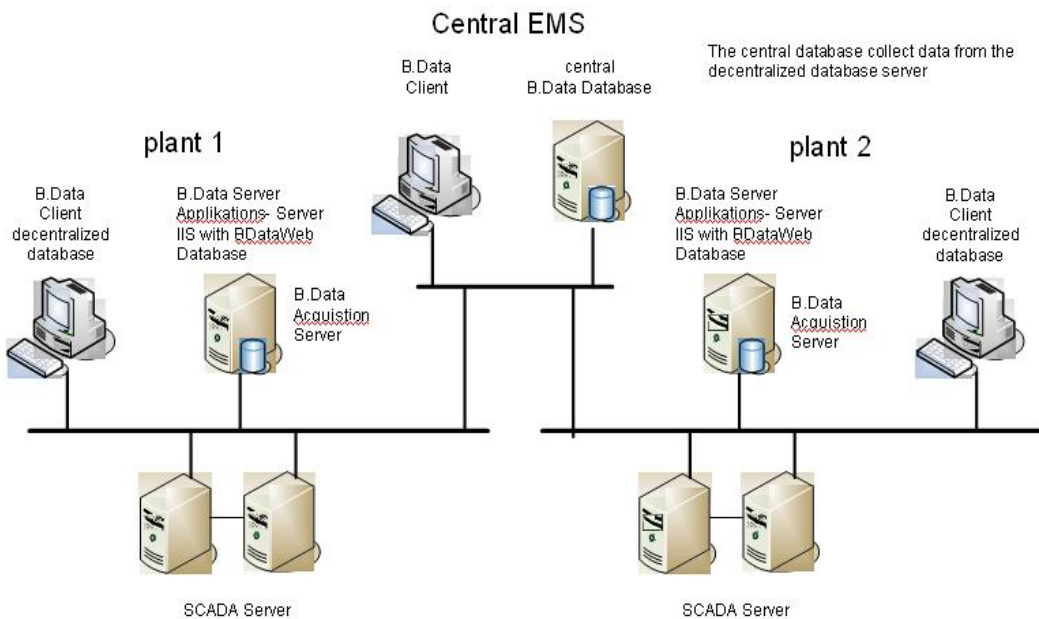 Central EMS
B.Data
Client
central
B.Data Database
The central database collect data from the
decentralized database server
plant 1
B.Data
Client
decentralized
database
B.Data Server
Applikations- Server
IIS with BDataWeb
Database
B.Data
Acquistion
Server
SCADA Server
plant 2
B.Data Server
Applikations- Server
IIS with BDataWeb
Database
B.Data
Acquistion
Server
B.Data
Client
decentralized
database
SCADA Server